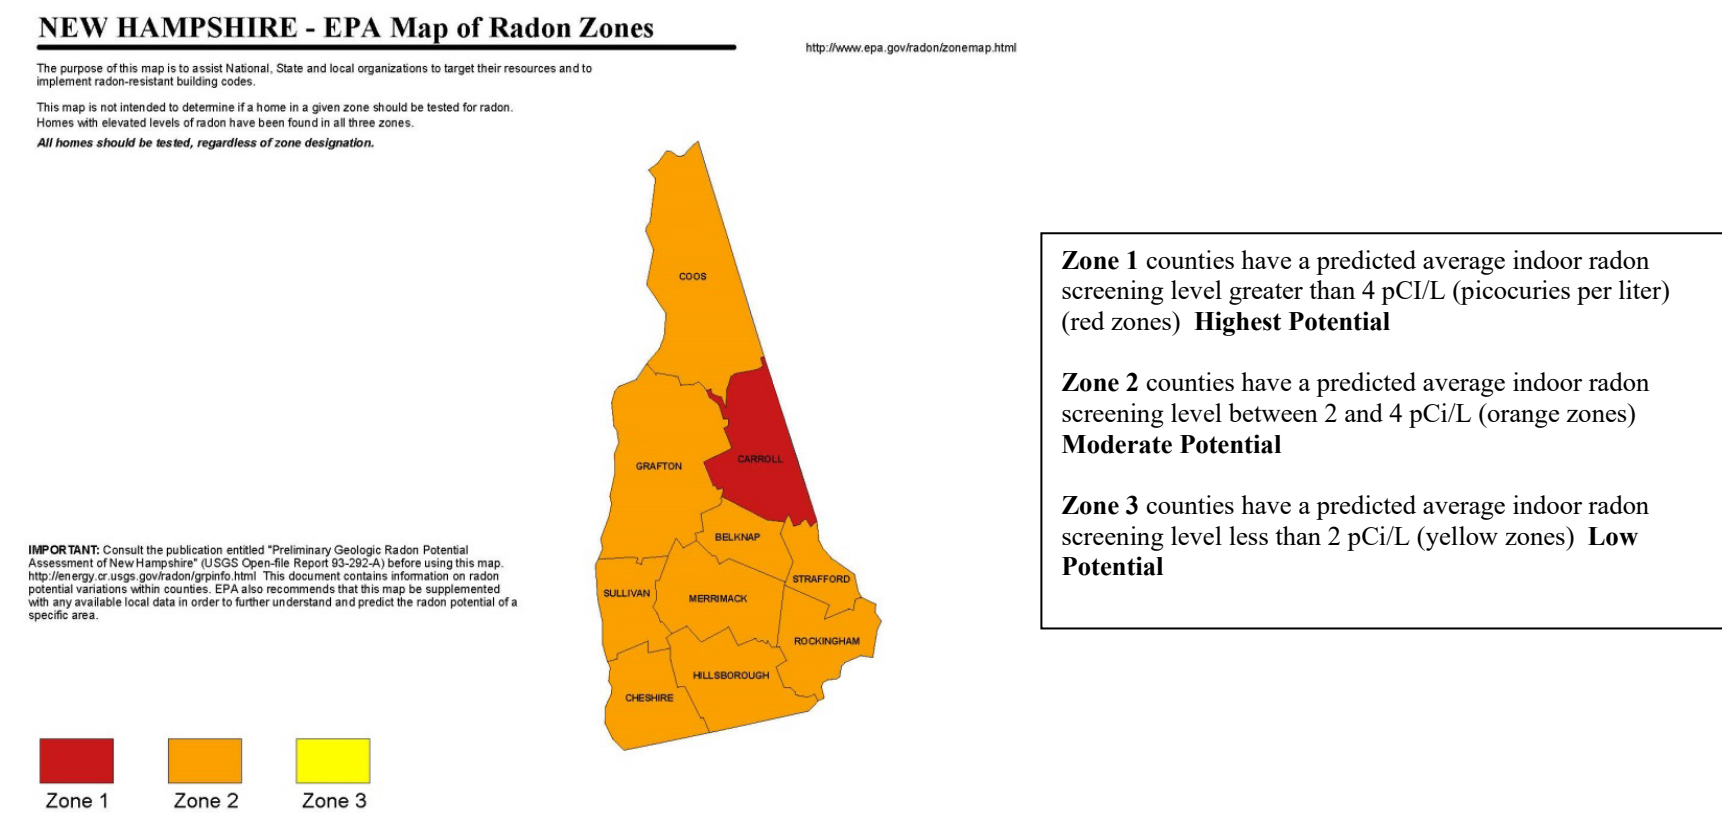 NEW HAMPSHIRE - EPA Map of Radon Zones
http://www.epa.gov/radon/zonemap.html
The purpose of this map is to assist National, State and local organizations to target their resources and to
implement radon-resistant building codes.
This map is not intended to determine if a home in a given zone should be tested for radon.
Homes with elevated levels of radon have been found in all three zones.
All homes should be tested, regardless of zone designation.
COOS
GRAFTON
CARROLL
BELKNAP
STRAFFORD
SULLIVAN
MERRIMACK
ROCKINGHAM
HILLSBOROUGH
CHESHIRE
Zone 1 counties have a predicted average indoor radon
screening level greater than 4 pCI/L (picocuries per liter)
(red zones) Highest Potential
Zone 2 counties have a predicted average indoor radon
screening level between 2 and 4 pCi/L (orange zones)
Moderate Potential
Zone 3 counties have a predicted average indoor radon
screening level less than 2 pCi/L (yellow zones) Low
Potential
IMPORTANT: Consult the publication entitled "Preliminary Geologic Radon Potential
Assessment of New Hampshire" (USGS Open-file Report 93-292-A) before using this map.
http://energy.cr.usgs.gov/radon/grpinfo.html This document contains information on radon
potential variations within counties. EPA also recommends that this map be supplemented
with any available local data in order to further understand and predict the radon potential of a
specific area.
Zone 1
Zone 2
Zone 3